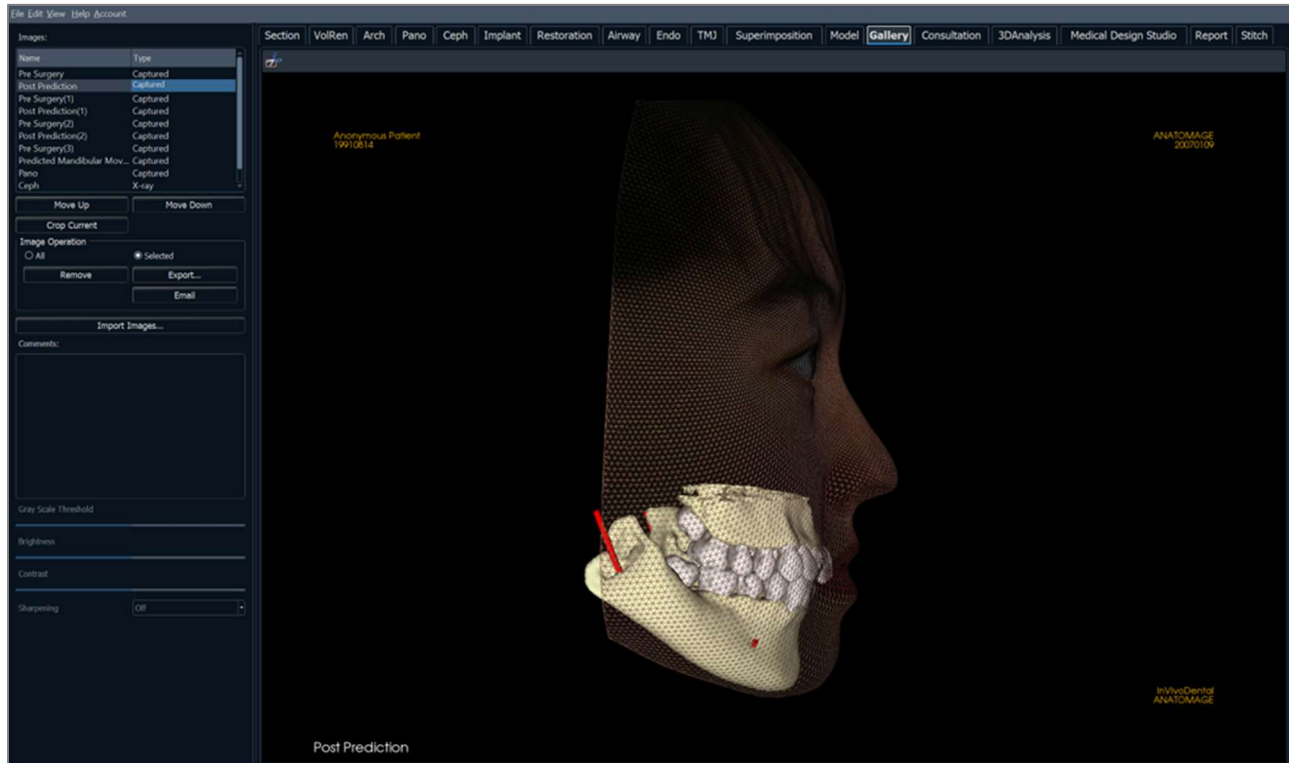 File Edit View Help Account
Images:
Section VolRen Arch Pano Ceph Implant Restoration Airway Endo TMJ Superimposition Model Gallery Consultation 3DAnalysis Medical Design Studio Report Stitch
Name Type
Pre Surgery Captured
Post Prediction Captured
Pre Surgery(1) Captured
Post Prediction(1) Captured
Pre Surgery(2) Captured
Post Prediction(2) Captured
Pre Surgery(3) Captured
Predicted Mandibular Mov... Captured
Pano Captured
Ceph X-ray
Move Up Move Down
Crop Current
Image Operation
All Selected
Remove Export...
Email
Import Images...
Comments:
Gray Scale Threshold
Brightness
Contrast
Sharpening Off
Anonymous Patient
19910814
ANATOMAGE
20070109
InVivoDental
ANATOMAGE
Post Prediction